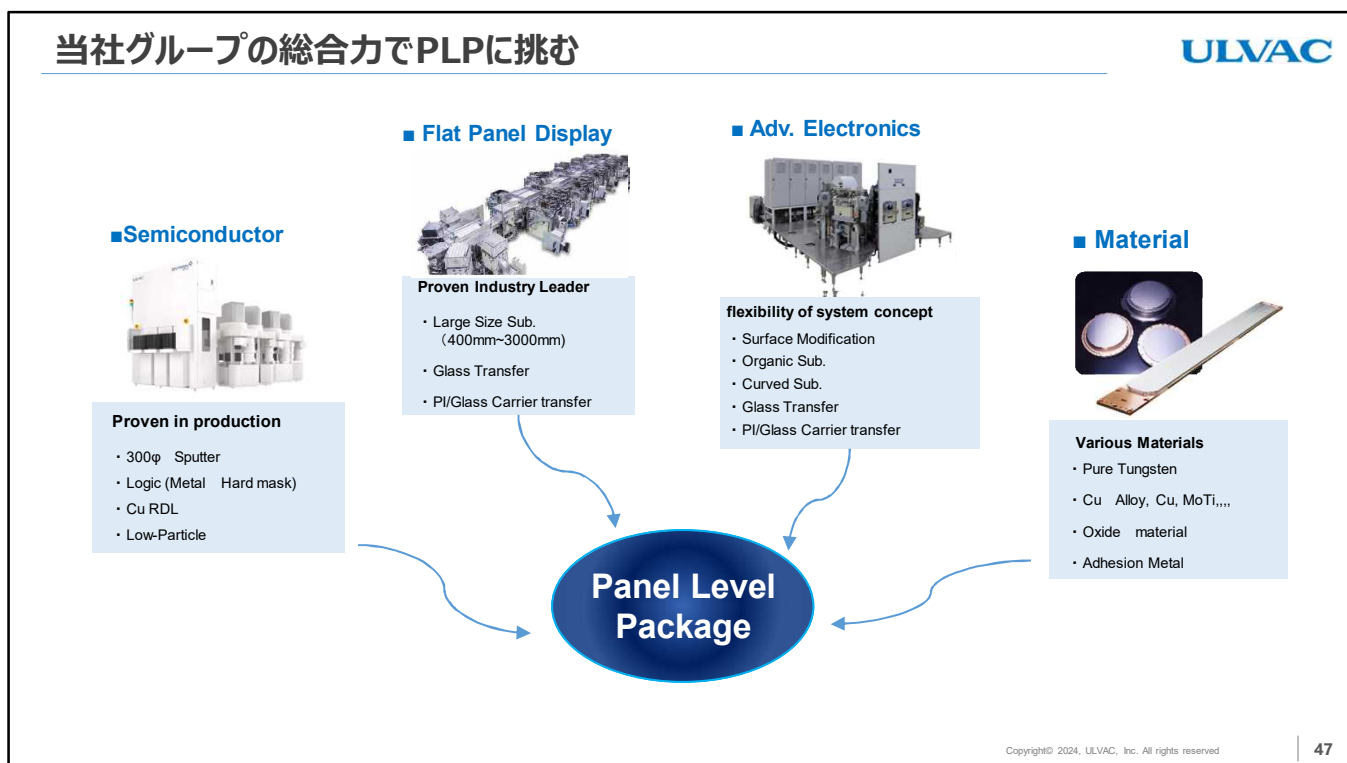 当社グループの総合力でPLPに挑む
ULVAC
■Semiconductor
Proven in production
・300φ Sputter
・Logic (Metal Hard mask)
・Cu RDL
・Low-Particle
■ Flat Panel Display
Proven Industry Leader
・Large Size Sub.
（400mm~3000mm)
・Glass Transfer
・PI/Glass Carrier transfer
■ Adv. Electronics
flexibility of system concept
・Surface Modification
・Organic Sub.
・Curved Sub.
・Glass Transfer
・PI/Glass Carrier transfer
■ Material
Various Materials
・Pure Tungsten
・Cu Alloy, Cu, MoTi,,,,
・Oxide material
・Adhesion Metal
Panel Level
Package
Copyright© 2024, ULVAC, Inc. All rights reserved
47